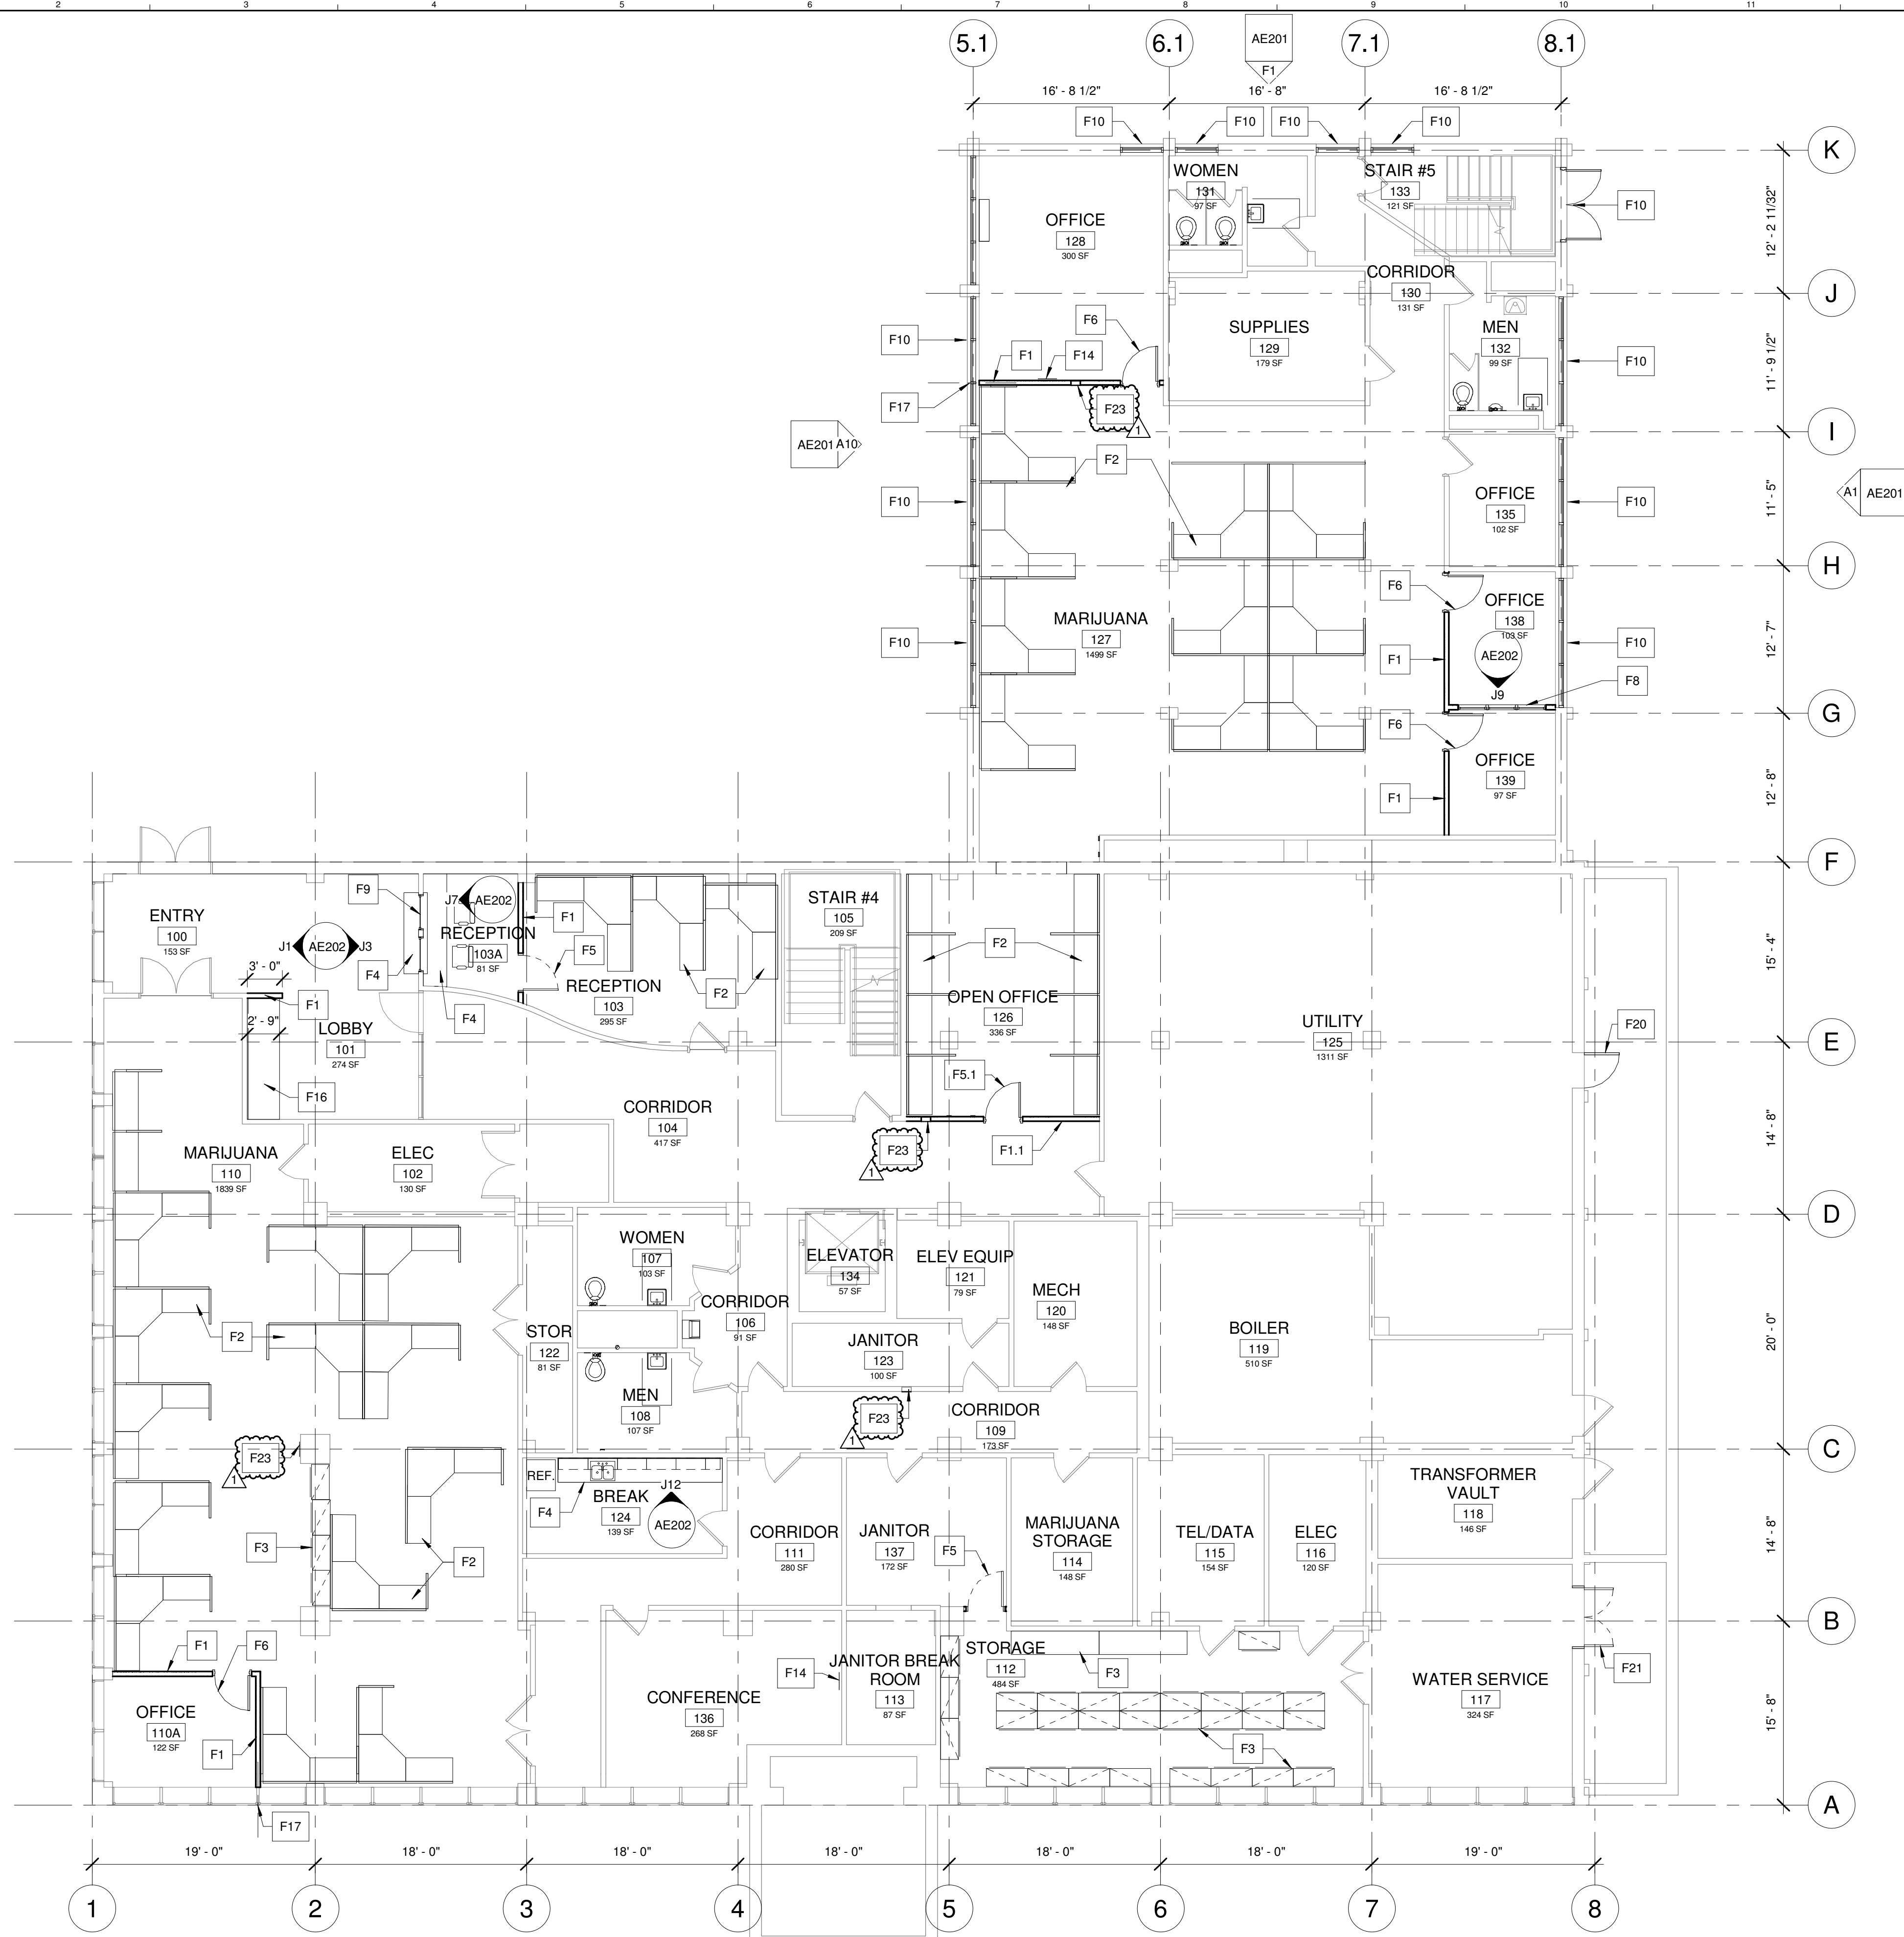 2 3 4 5 6 7 8 9 10 11
5.1 6.1 7.1 8.1
AE201
F1
16' - 8 1/2" 16' - 8" 16' - 8 1/2"
F10 F10 F10 F10
K
WOMEN
131
97 SF
STAIR #5
133
121 SF
F10
12' - 2 11/32"
OFFICE
128
300 SF
CORRIDOR
130
131 SF
J
F6
F10
F1 F14
SUPPLIES
129
179 SF
MEN
132
99 SF
F10
11' - 9 1/2"
F17
F23
1
I
AE201 A10
F2
F10
OFFICE
135
102 SF
F10
A1 AE201
11' - 5"
H
F6
OFFICE
138
103 SF
MARIJUANA
127
1499 SF
F10
F1
AE202
J9
F10
F8
12' - 7"
G
F6
OFFICE
139
97 SF
F1
12' - 8"
F
ENTRY
100
153 SF
F9
J7
AE202
F1
RECEPTION
103A
81 SF
STAIR #4
105
209 SF
J1 AE202 J3
F4
F5
F2
15' - 4"
3' - 0"
F1
RECEPTION
103
295 SF
F2
OPEN OFFICE
126
336 SF
2' - 9"
LOBBY
101
274 SF
F4
UTILITY
125
1311 SF
F20
E
F16
F5.1
CORRIDOR
104
417 SF
MARIJUANA
110
1839 SF
ELEC
102
130 SF
F23
1
F1.1
14' - 8"
D
WOMEN
107
103 SF
ELEVATOR
134
57 SF
ELEV EQUIP
121
79 SF
MECH
120
148 SF
CORRIDOR
106
91 SF
F2
STOR
122
81 SF
JANITOR
123
100 SF
BOILER
119
510 SF
20' - 0"
MEN
108
107 SF
F23
1
CORRIDOR
109
173 SF
F23
1
C
REF.
F4
J12
AE202
BREAK
124
139 SF
TRANSFORMER
VAULT
118
146 SF
F3
F2
CORRIDOR
111
280 SF
JANITOR
137
172 SF
F5
MARIJUANA
STORAGE
114
148 SF
TEL/DATA
115
154 SF
ELEC
116
120 SF
14' - 8"
B
F1 F6
STORAGE
112
484 SF
F3
F21
JANITOR BREAK
ROOM
113
87 SF
F14
CONFERENCE
136
268 SF
WATER SERVICE
117
324 SF
OFFICE
110A
122 SF
F1
F3
15' - 8"
A
F17
19' - 0" 18' - 0" 18' - 0" 18' - 0" 18' - 0" 18' - 0" 19' - 0"
1 2 3 4 5 6 7 8